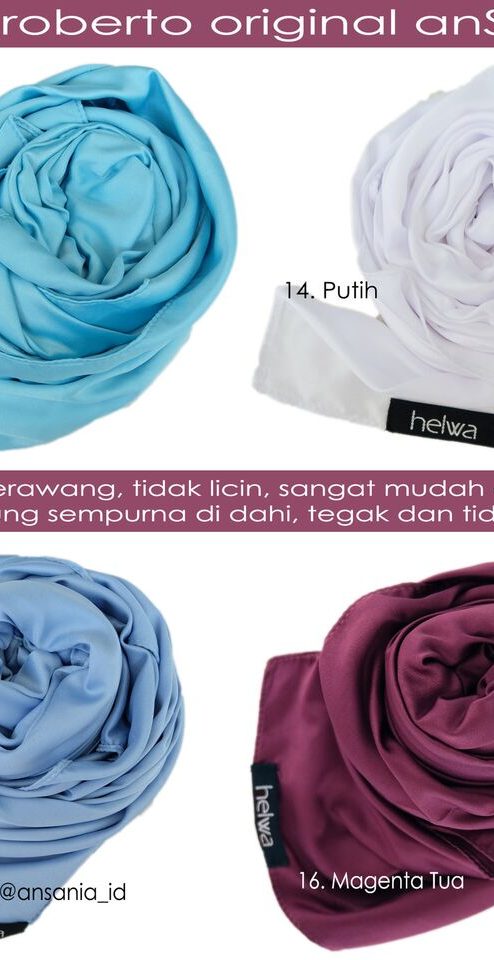 roberto original anS
14. Putih
helwa
erawang, tidak licin, sangat mudah
ng sempurna di dahi, tegak dan tid
helwa
@ansania_id
16. Magenta Tua